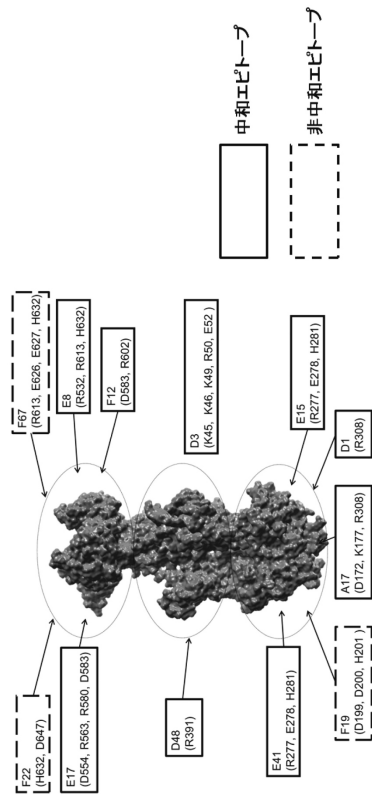 F22
(H632, D647)
E17
(D554, R563, R580, D583)
D48
(R391)
E41
(R277, E278, H281)
F19
(D199, D200, H201)
F67
(R613, E626, E627, H632)
E8
(R532, R613, H632)
F12
(D583, R602)
D3
(K45, K46, K49, R50, E52)
E15
(R277, E278, H281)
D1
(R308)
A17
(D172, K177, R308)
中和エピトープ
非中和エピトープ